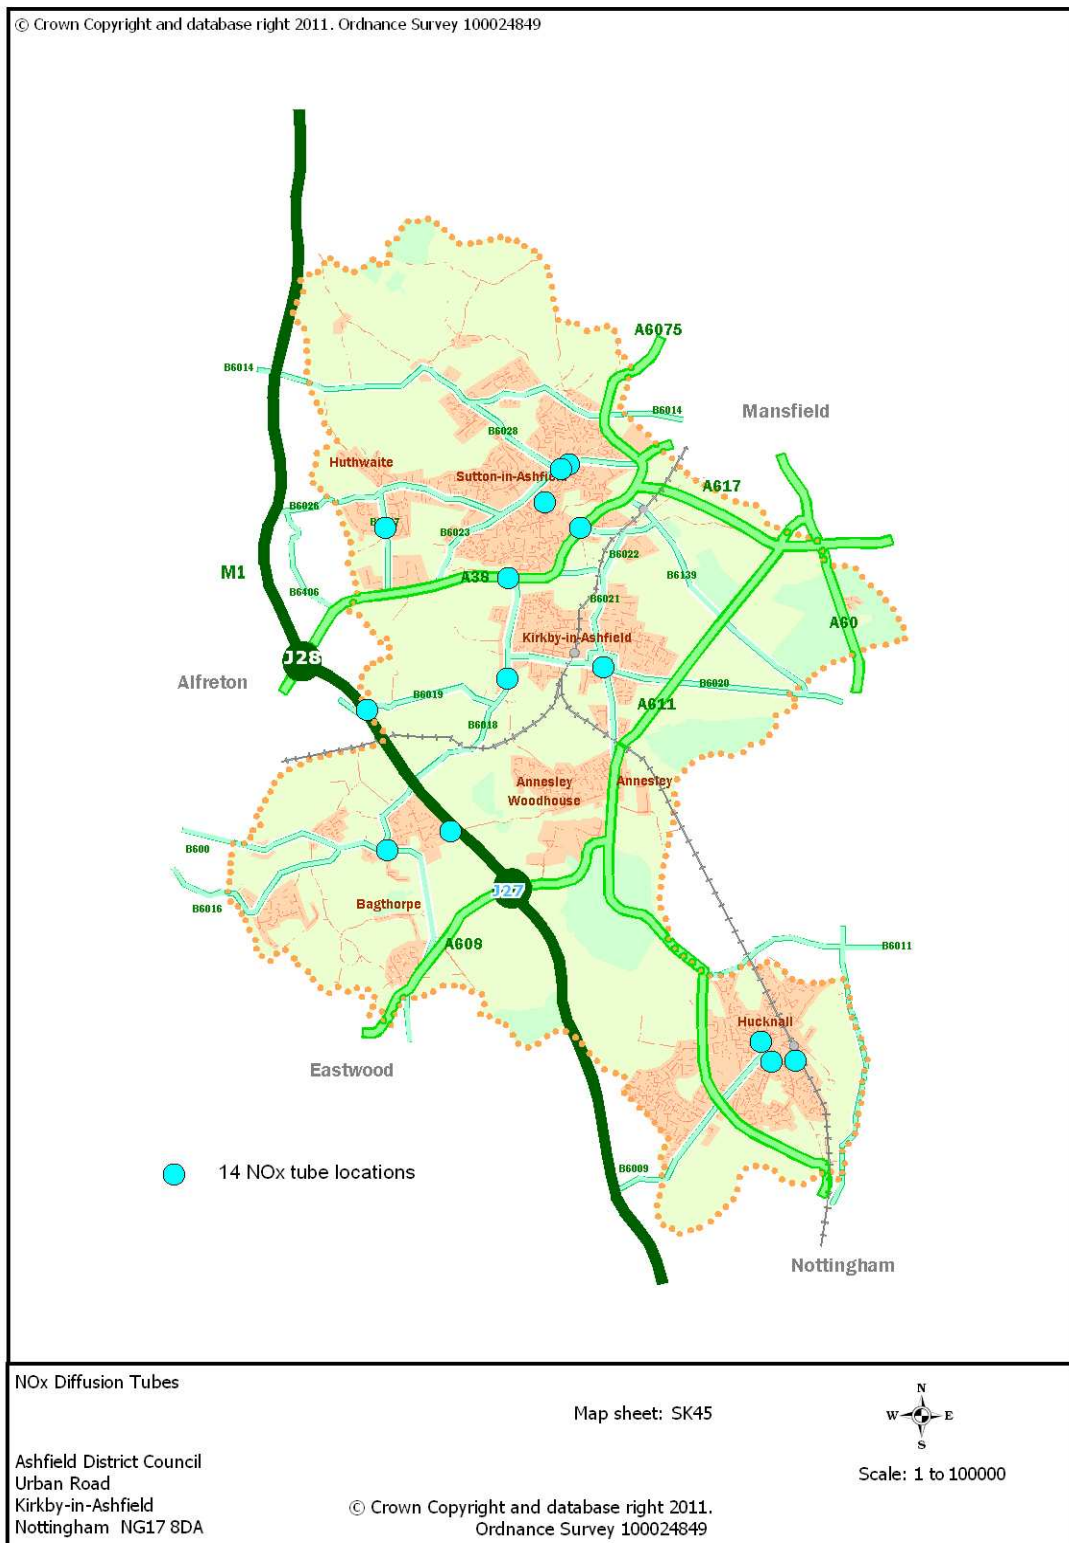 © Crown Copyright and database right 2011. Ordnance Survey 100024849
A6075
B6014
B6014
Mansfield
B6028
Huthwaite
Sutton-in-Ashfield
A617
B6026
B6023
B6022
M1
A38
B6139
B6406
B6021
A60
Kirkby-in-Ashfield
J28
Alfreton
B6019
B6020
A611
B6018
Annesley
Woodhouse
Annesley
B600
J27
Bagthorpe
B6016
A608
B6011
Hucknall
Eastwood
14 NOx tube locations
B6009
Nottingham
NOx Diffusion Tubes
Map sheet: SK45
N
W E
S
Scale: 1 to 100000
Ashfield District Council
Urban Road
Kirkby-in-Ashfield
Nottingham NG17 8DA
© Crown Copyright and database right 2011.
Ordnance Survey 100024849